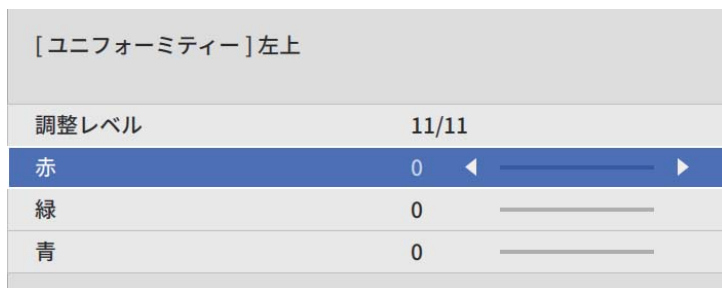 [ ユニフォーミティー ] 左上
調整レベル 11/11
赤 0
緑 0
青 0